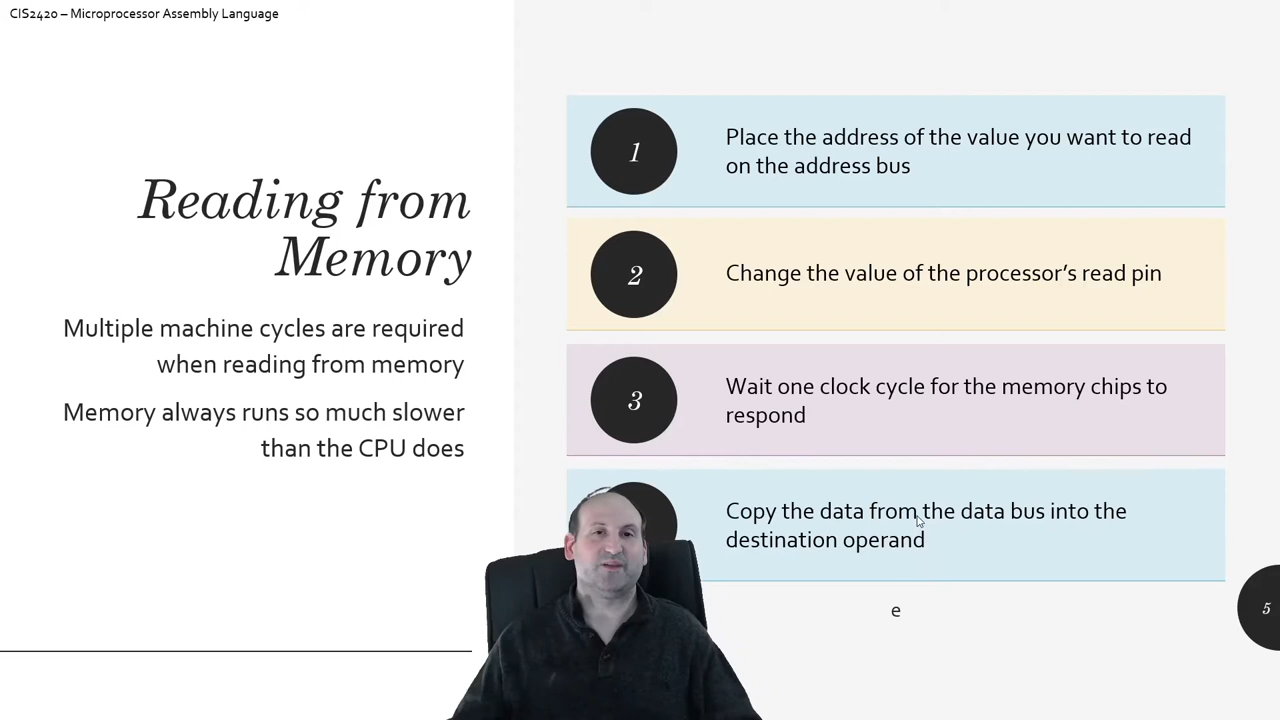 CIS2420 – Microprocessor Assembly Language
Reading from
Memory
Multiple machine cycles are required
when reading from memory
Memory always runs so much slower
than the CPU does
1
Place the address of the value you want to read
on the address bus
2
Change the value of the processor’s read pin
3
Wait one clock cycle for the memory chips to
respond
Copy the data from the data bus into the
destination operand
e
5